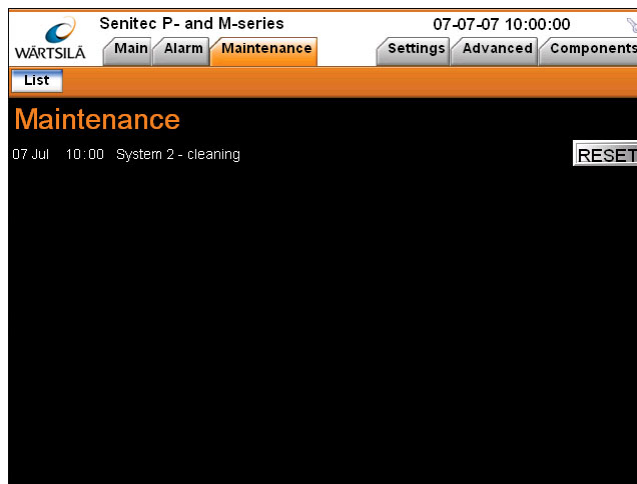 Senitec P- and M-series 07-07-07 10:00:00
WÄRTSILÄ Main Alarm Maintenance Settings Advanced Components
List
Maintenance
07 Jul 10:00 System 2 - cleaning RESET